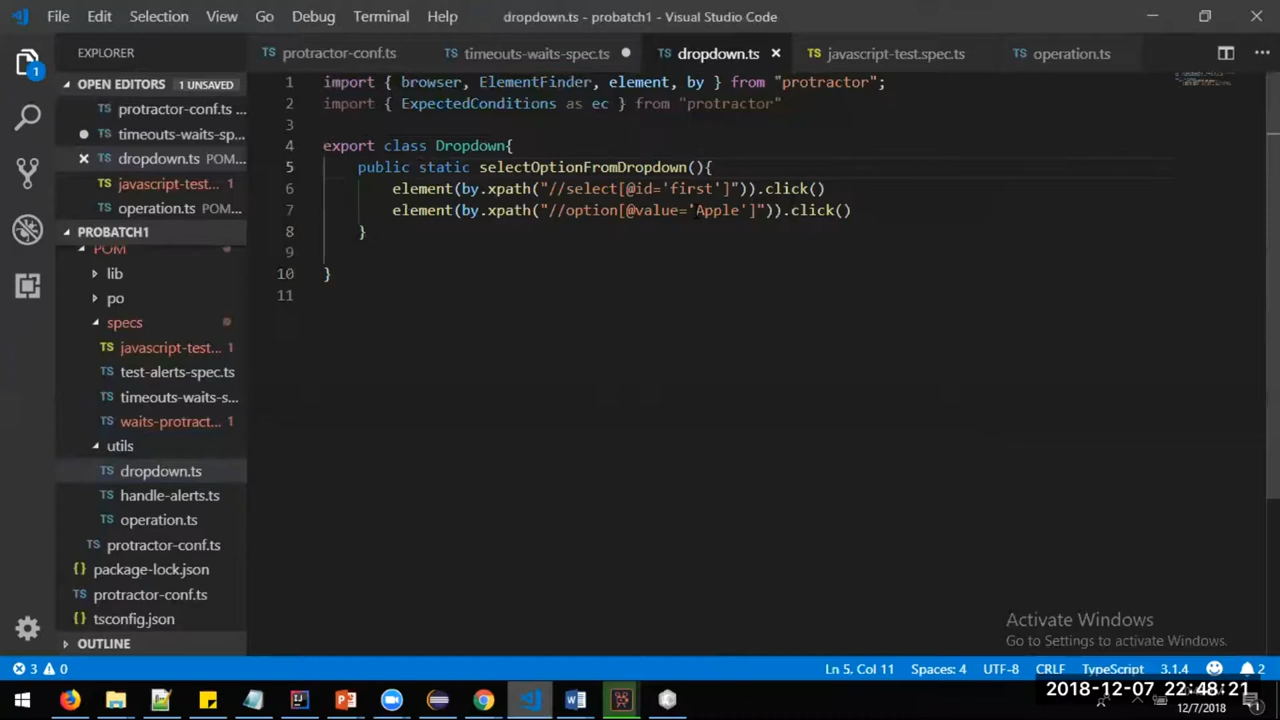 File Edit Selection View Go Debug Terminal Help dropdown.ts - probatch1 - Visual Studio Code
EXPLORER
OPEN EDITORS 1 UNSAVED
protractor-conf.ts ...
timeouts-waits-sp...
dropdown.ts POM...
TS javascript-test... 1
TS operation.ts POM...
PROBATCH1
POM
lib
po
specs
TS javascript-test... 1
TS test-alerts-spec.ts
TS timeouts-waits-s...
TS waits-protract... 1
utils
TS dropdown.ts
TS handle-alerts.ts
TS operation.ts
TS protractor-conf.ts
{} package-lock.json
TS protractor-conf.ts
{} tsconfig.json
OUTLINE
1
TS protractor-conf.ts TS timeouts-waits-spec.ts TS dropdown.ts TS javascript-test.spec.ts TS operation.ts
1 import { browser, ElementFinder, element, by } from "protractor";
2 import { ExpectedConditions as ec } from "protractor"
3
4 export class Dropdown{
5 public static selectOptionFromDropdown(){
6 element(by.xpath("//select[@id='first']")).click()
7 element(by.xpath("//option[@value='Apple']")).click()
8 }
9
10 }
11
Activate Windows
Go to Settings to activate Windows.
3 0 Ln 5, Col 11 Spaces: 4 UTF-8 CRLF TypeScript 3.1.4 2
2018-12-07 22:48:21
12/7/2018 1